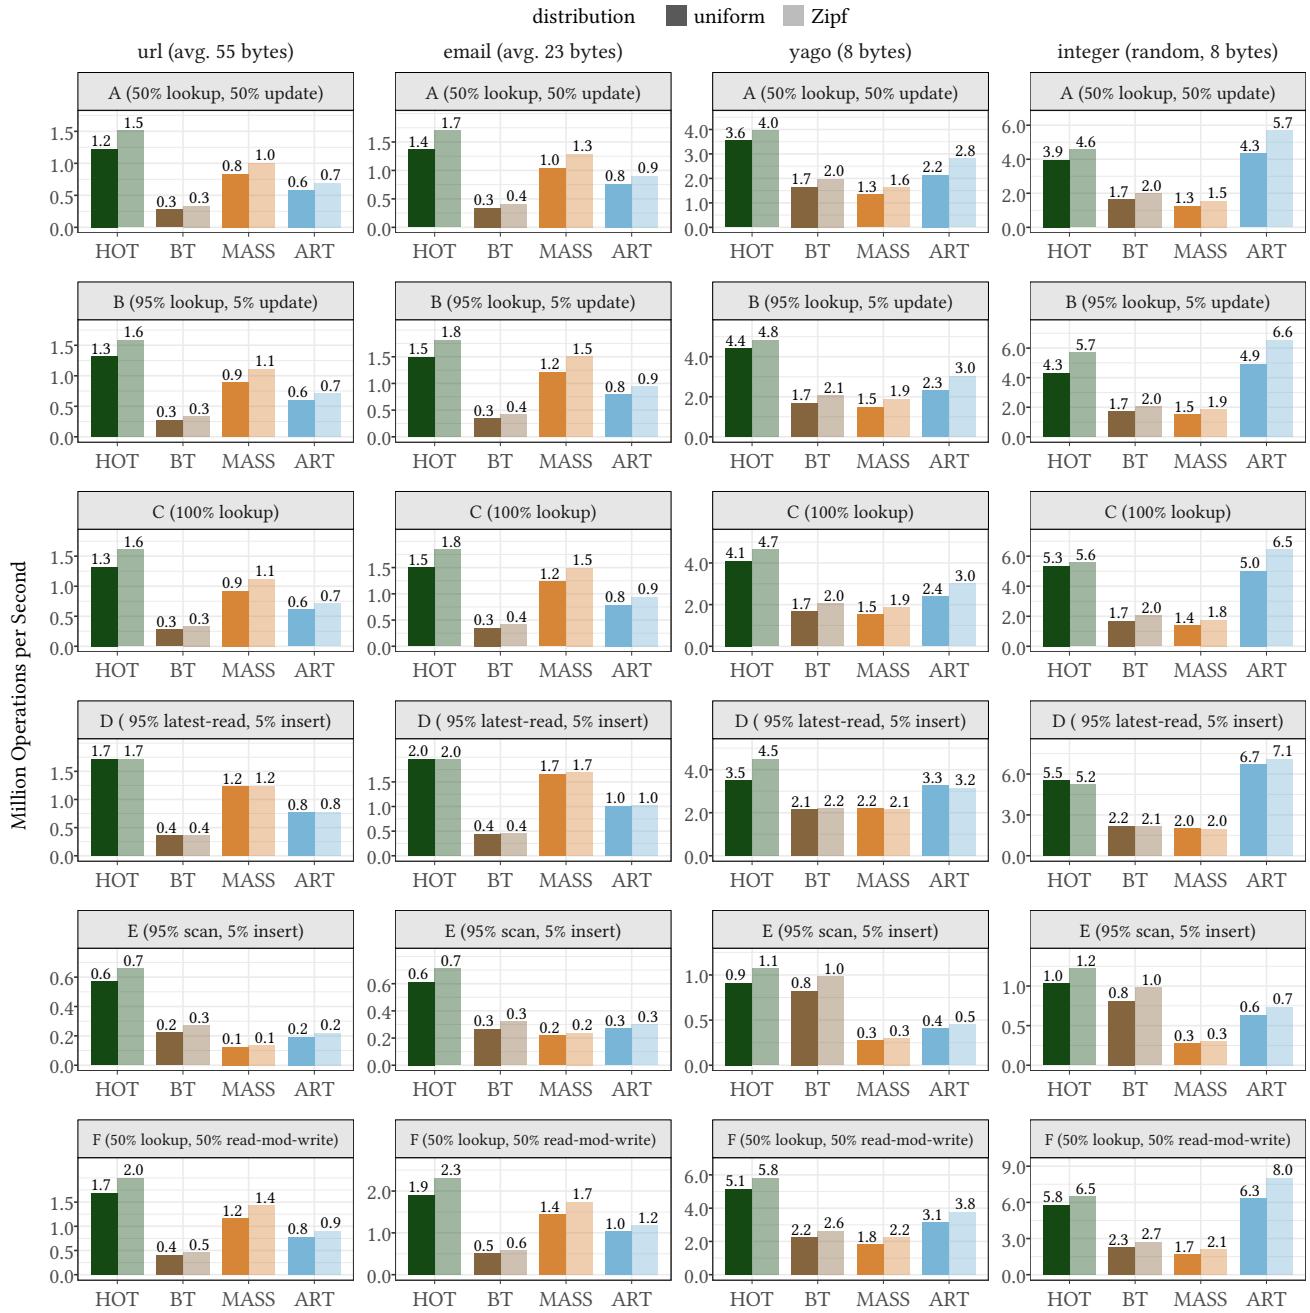 distribution uniform Zipf
url (avg. 55 bytes) email (avg. 23 bytes) yago (8 bytes) integer (random, 8 bytes)
Million Operations per Second
A (50% lookup, 50% update)
1.5
1.0
0.5
0.0
1.2 1.5 0.3 0.3 0.8 1.0 0.6 0.7
HOT BT MASS ART
A (50% lookup, 50% update)
1.5
1.0
0.5
0.0
1.4 1.7 0.3 0.4 1.0 1.3 0.8 0.9
HOT BT MASS ART
A (50% lookup, 50% update)
4.0
3.0
2.0
1.0
0.0
3.6 4.0 1.7 2.0 1.3 1.6 2.2 2.8
HOT BT MASS ART
A (50% lookup, 50% update)
6.0
4.0
2.0
0.0
3.9 4.6 1.7 2.0 1.3 1.5 4.3 5.7
HOT BT MASS ART
B (95% lookup, 5% update)
1.5
1.0
0.5
0.0
1.3 1.6 0.3 0.3 0.9 1.1 0.6 0.7
HOT BT MASS ART
B (95% lookup, 5% update)
1.5
1.0
0.5
0.0
1.5 1.8 0.3 0.4 1.2 1.5 0.8 0.9
HOT BT MASS ART
B (95% lookup, 5% update)
4.0
2.0
0.0
4.4 4.8 1.7 2.1 1.5 1.9 2.3 3.0
HOT BT MASS ART
B (95% lookup, 5% update)
6.0
4.0
2.0
0.0
4.3 5.7 1.7 2.0 1.5 1.9 4.9 6.6
HOT BT MASS ART
C (100% lookup)
1.5
1.0
0.5
0.0
1.3 1.6 0.3 0.3 0.9 1.1 0.6 0.7
HOT BT MASS ART
C (100% lookup)
1.5
1.0
0.5
0.0
1.5 1.8 0.3 0.4 1.2 1.5 0.8 0.9
HOT BT MASS ART
C (100% lookup)
4.0
2.0
0.0
4.1 4.7 1.7 2.0 1.5 1.9 2.4 3.0
HOT BT MASS ART
C (100% lookup)
6.0
4.0
2.0
0.0
5.3 5.6 1.7 2.0 1.4 1.8 5.0 6.5
HOT BT MASS ART
D ( 95% latest-read, 5% insert)
1.5
1.0
0.5
0.0
1.7 1.7 0.4 0.4 1.2 1.2 0.8 0.8
HOT BT MASS ART
D ( 95% latest-read, 5% insert)
1.5
1.0
0.5
0.0
2.0 2.0 0.4 0.4 1.7 1.7 1.0 1.0
HOT BT MASS ART
D ( 95% latest-read, 5% insert)
4.0
2.0
0.0
3.5 4.5 2.1 2.2 2.2 2.1 3.3 3.2
HOT BT MASS ART
D ( 95% latest-read, 5% insert)
6.0
3.0
0.0
5.5 5.2 2.2 2.1 2.0 2.0 6.7 7.1
HOT BT MASS ART
E (95% scan, 5% insert)
0.6
0.4
0.2
0.0
0.6 0.7 0.2 0.3 0.1 0.1 0.2 0.2
HOT BT MASS ART
E (95% scan, 5% insert)
0.6
0.4
0.2
0.0
0.6 0.7 0.3 0.3 0.2 0.2 0.3 0.3
HOT BT MASS ART
E (95% scan, 5% insert)
1.0
0.5
0.0
0.9 1.1 0.8 1.0 0.3 0.3 0.4 0.5
HOT BT MASS ART
E (95% scan, 5% insert)
1.0
0.5
0.0
1.0 1.2 0.8 1.0 0.3 0.3 0.6 0.7
HOT BT MASS ART
F (50% lookup, 50% read-mod-write)
1.5
1.0
0.5
0.0
1.7 2.0 0.4 0.5 1.2 1.4 0.8 0.9
HOT BT MASS ART
F (50% lookup, 50% read-mod-write)
2.0
1.0
0.0
1.9 2.3 0.5 0.6 1.4 1.7 1.0 1.2
HOT BT MASS ART
F (50% lookup, 50% read-mod-write)
6.0
4.0
2.0
0.0
5.1 5.8 2.2 2.6 1.8 2.2 3.1 3.8
HOT BT MASS ART
F (50% lookup, 50% read-mod-write)
9.0
6.0
3.0
0.0
5.8 6.5 2.3 2.7 1.7 2.1 6.3 8.0
HOT BT MASS ART